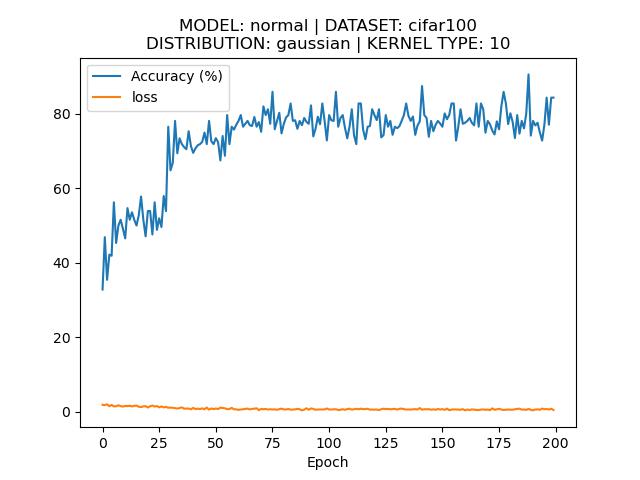 MODEL: normal | DATASET: cifar100
DISTRIBUTION: gaussian | KERNEL TYPE: 10
Accuracy (%)
loss
80
60
40
20
0
0 25 50 75 100 125 150 175 200
Epoch